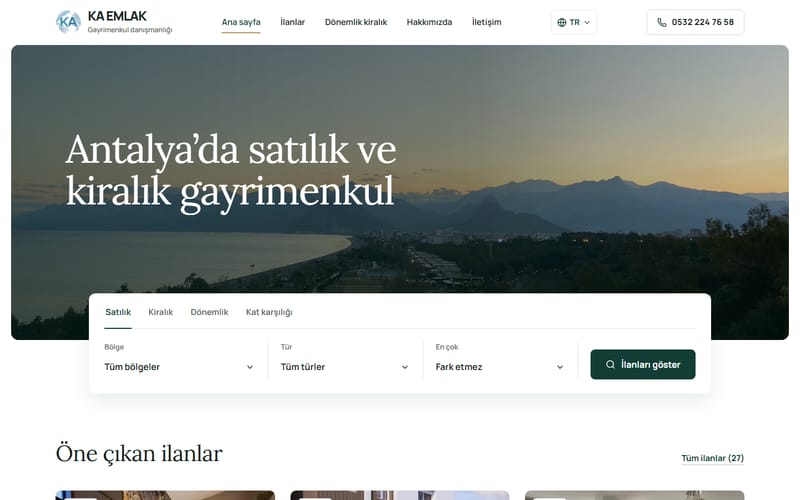 KA
KA EMLAK
Gayrimenkul danışmanlığı
Ana sayfa
İlanlar
Dönemlik kiralık
Hakkımızda
İletişim
TR
0532 224 76 58
Antalya’da satılık ve
kiralık gayrimenkul
Satılık
Kiralık
Dönemlik
Kat karşılığı
Bölge
Tüm bölgeler
Tür
Tüm türler
En çok
Fark etmez
İlanları göster
Öne çıkan ilanlar
Tüm ilanlar (27)